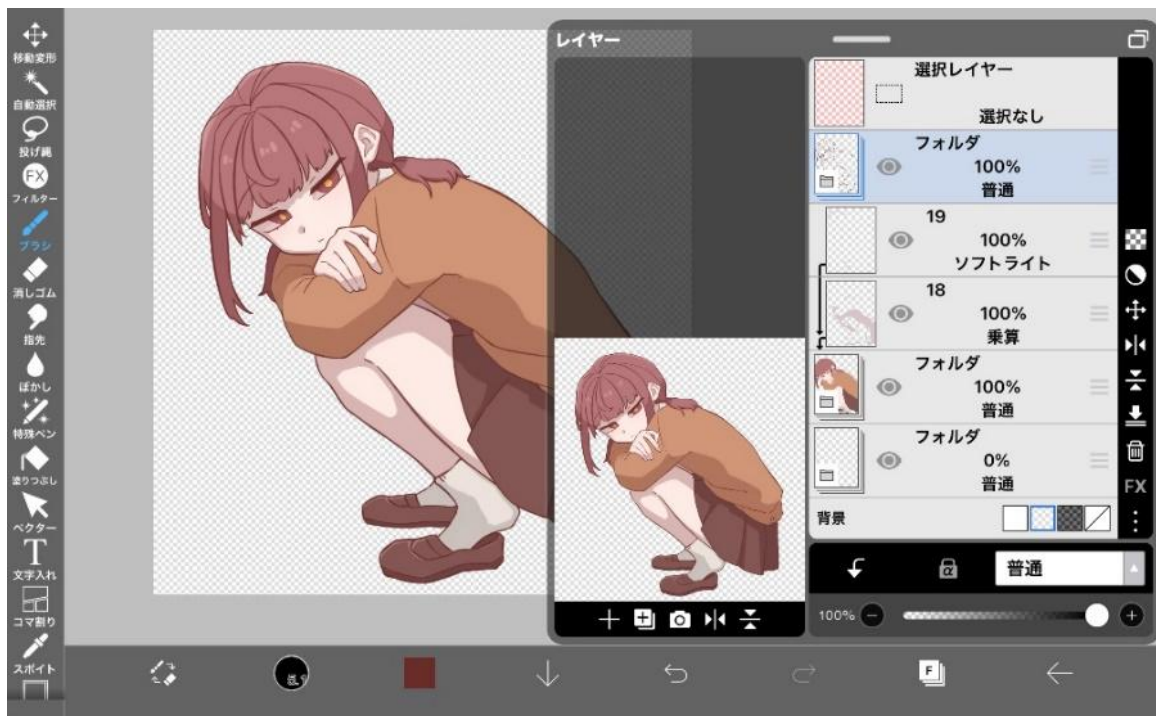 移動変形
自動選択
投げ縄
FX
フィルター
ブラシ
消しゴム
指先
ぼかし
特殊ペン
塗りつぶし
ベクター
T
文字入れ
コマ割り
スポイト
レイヤー
選択レイヤー
選択なし
フォルダ
100%
普通
19
100%
ソフトライト
18
100%
乗算
フォルダ
100%
普通
フォルダ
0%
普通
背景
FX
α
普通
100%
5.9
F